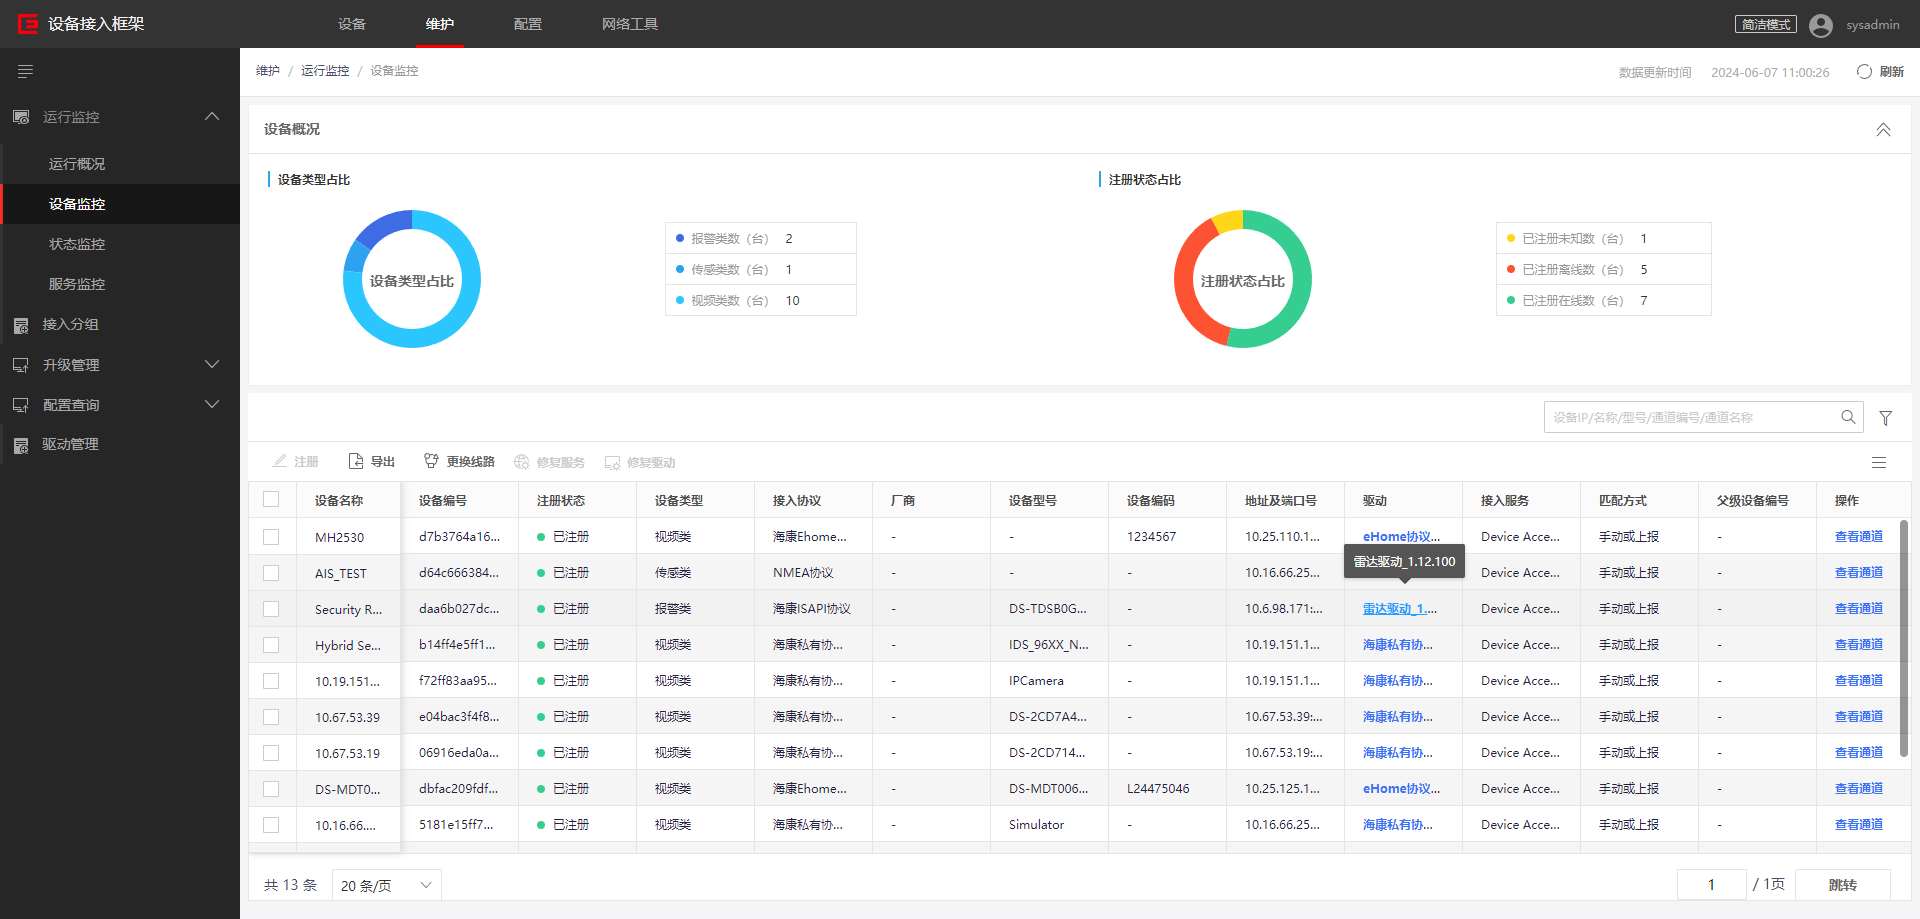 设备接入框架 设备 维护 配置 网络工具 简洁模式 sysadmin
维护 / 运行监控 / 设备监控 数据更新时间 2024-06-07 11:00:26 刷新
运行监控
运行概况
设备监控
状态监控
服务监控
接入分组
升级管理
配置查询
驱动管理
设备概况
设备类型占比
设备类型占比
报警类数（台） 2
传感类数（台） 1
视频类数（台） 10
注册状态占比
注册状态占比
已注册未知数（台） 1
已注册离线数（台） 5
已注册在线数（台） 7
设备IP/名称/型号/通道编号/通道名称
注册 导出 更换线路 修复服务 修复驱动
设备名称 设备编号 注册状态 设备类型 接入协议 厂商 设备型号 设备编码 地址及端口号 驱动 接入服务 匹配方式 父级设备编号 操作
MH2530 d7b3764a16... 已注册 视频类 海康Ehome... - - 1234567 10.25.110.1... eHome协议... Device Acce... 手动或上报 - 查看通道
雷达驱动_1.12.100
AIS_TEST d64c666384... 已注册 传感类 NMEA协议 - - - 10.16.66.25... Device Acce... 手动或上报 - 查看通道
Security R... daa6b027dc... 已注册 报警类 海康ISAPI协议 - DS-TDSB0G... - 10.6.98.171:... 雷达驱动_1.... Device Acce... 手动或上报 - 查看通道
Hybrid Se... b14ff4e5ff1... 已注册 视频类 海康私有协... - IDS_96XX_N... - 10.19.151.1... 海康私有协... Device Acce... 手动或上报 - 查看通道
10.19.151... f72ff83aa95... 已注册 视频类 海康私有协... - IPCamera - 10.19.151.1... 海康私有协... Device Acce... 手动或上报 - 查看通道
10.67.53.39 e04bac3f4f8... 已注册 视频类 海康私有协... - DS-2CD7A4... - 10.67.53.39:... 海康私有协... Device Acce... 手动或上报 - 查看通道
10.67.53.19 06916eda0a... 已注册 视频类 海康私有协... - DS-2CD714... - 10.67.53.19:... 海康私有协... Device Acce... 手动或上报 - 查看通道
DS-MDT0... dbfac209fdf... 已注册 视频类 海康Ehome... - DS-MDT006... L24475046 10.25.125.1... eHome协议... Device Acce... 手动或上报 - 查看通道
10.16.66.... 5181e15ff7... 已注册 视频类 海康私有协... - Simulator - 10.16.66.25... 海康私有协... Device Acce... 手动或上报 - 查看通道
共 13 条 20 条/页 1 / 1页 跳转